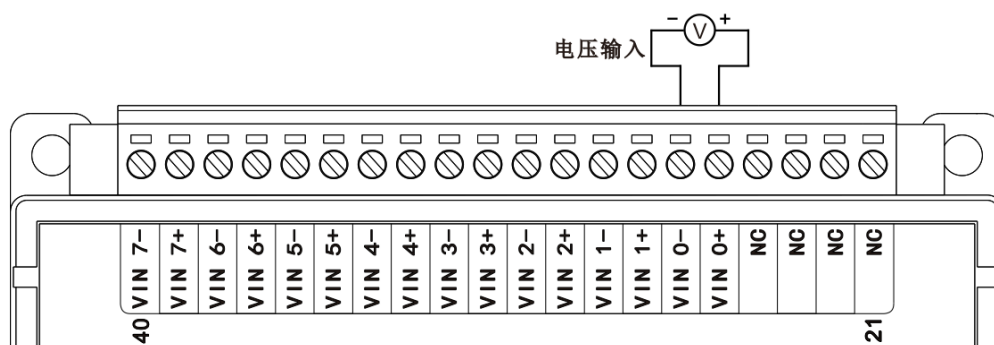 - V +
电压输入
VIN 7-
VIN 7+
VIN 6-
VIN 6+
VIN 5-
VIN 5+
VIN 4-
VIN 4+
VIN 3-
VIN 3+
VIN 2-
VIN 2+
VIN 1-
VIN 1+
VIN 0-
VIN 0+
NC
NC
NC
NC
40
21